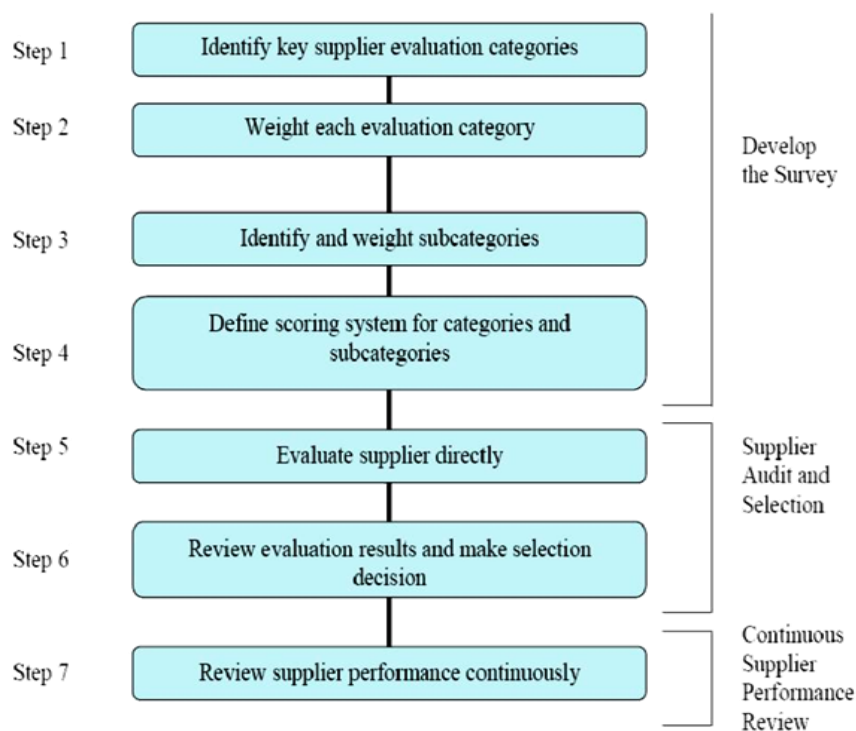 Step 1
Identify key supplier evaluation categories
Step 2
Weight each evaluation category
Develop
the Survey
Step 3
Identify and weight subcategories
Step 4
Define scoring system for categories and
subcategories
Step 5
Evaluate supplier directly
Supplier
Audit and
Selection
Step 6
Review evaluation results and make selection
decision
Step 7
Review supplier performance continuously
Continuous
Supplier
Performance
Review